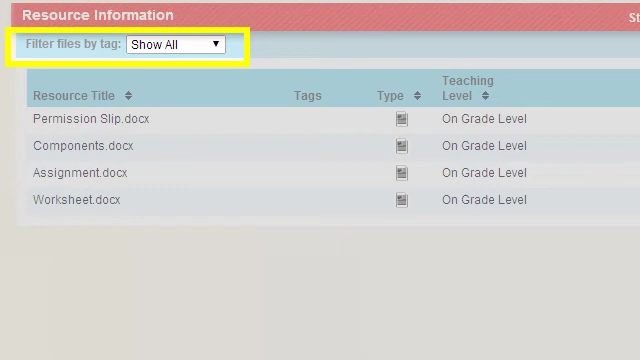 Resource Information
St
Filter files by tag: Show All
Resource Title Tags Type Teaching Level
Permission Slip.docx On Grade Level
Components.docx On Grade Level
Assignment.docx On Grade Level
Worksheet.docx On Grade Level